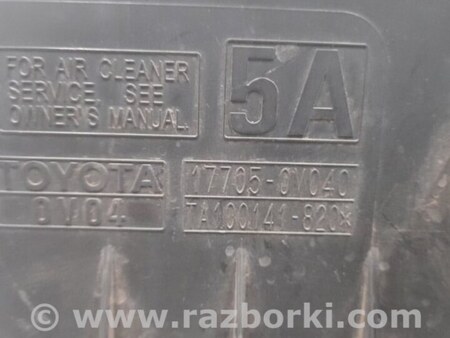 FOR AIR CLEANER
SERVICE, SEE
OWNER'S MANUAL.
5A
TOYOTA
0V04
17705-0V040
TA100141-820*
© www.razborki.com